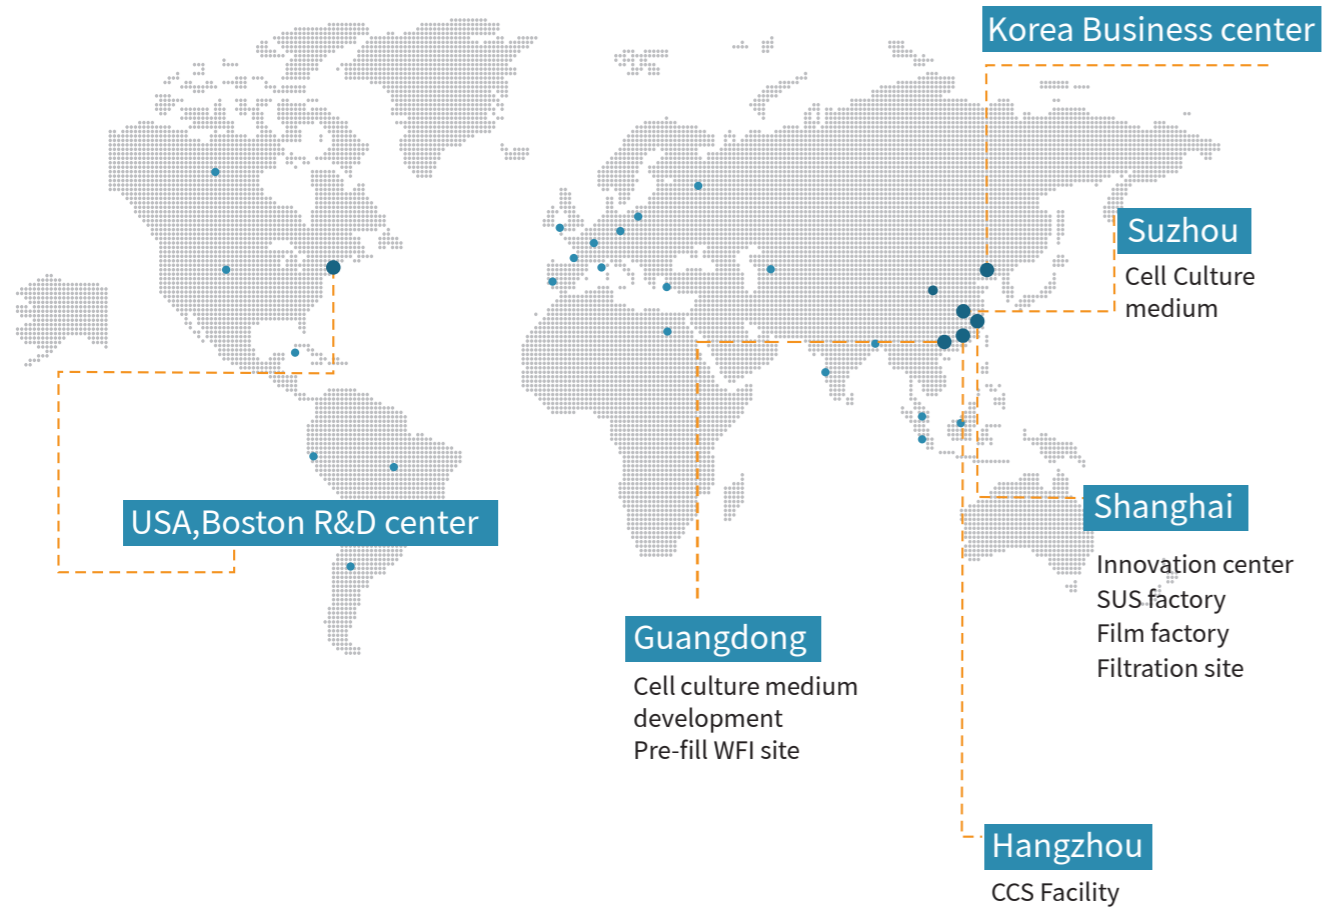 Korea Business center
Suzhou
Cell Culture
medium
USA,Boston R&D center
Shanghai
Innovation center
SUS factory
Film factory
Filtration site
Guangdong
Cell culture medium
development
Pre-fill WFI site
Hangzhou
CCS Facility